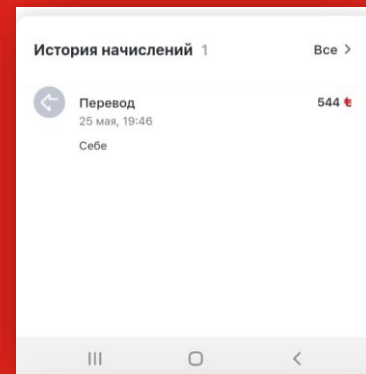 История начислений 1
Все >
Перевод
544
25 мая, 19:46
Себе